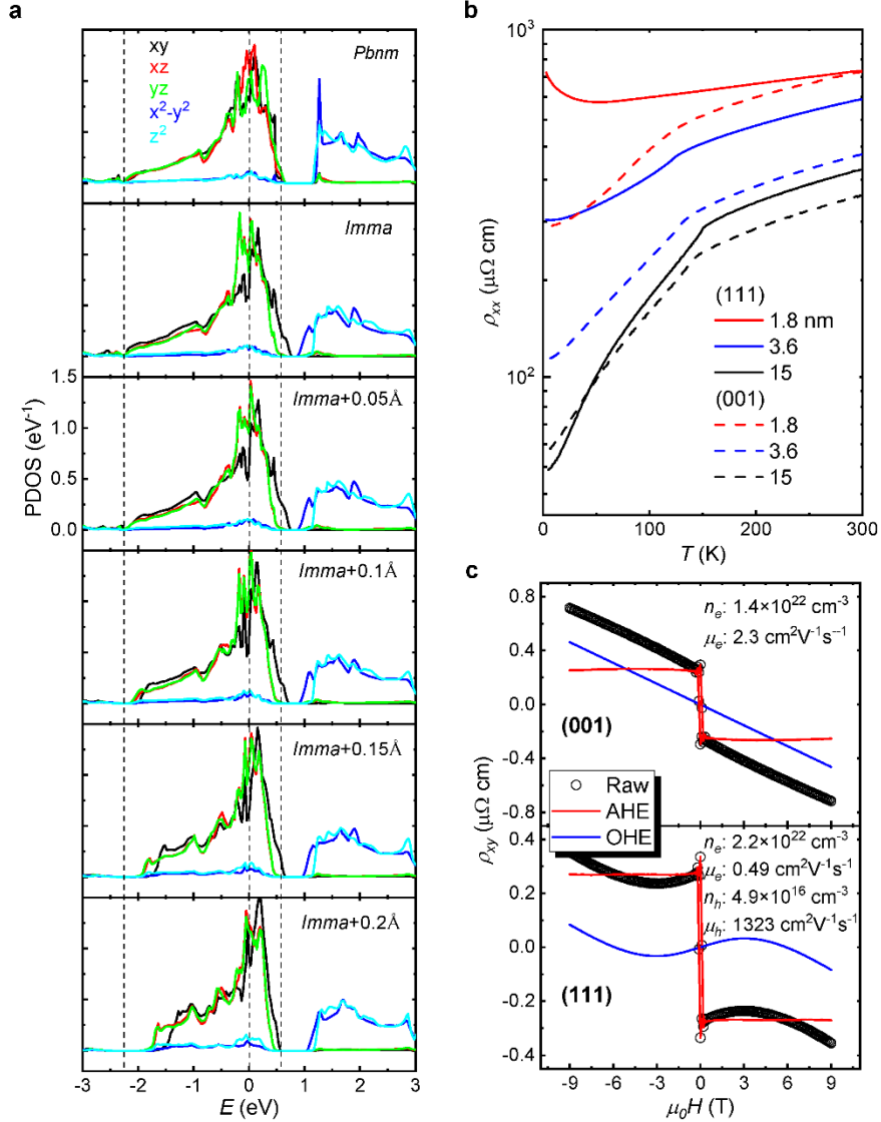 a
xy
xz
yz
x²-y²
z²
Pbnm
Imma
1.5
1.0
0.5
0.0
Imma+0.05Å
Imma+0.1Å
Imma+0.15Å
Imma+0.2Å
PDOS (eV⁻¹)
-3 -2 -1 0 1 2 3
E (eV)
b
10³
10²
ρxx (μΩ cm)
(111)
1.8 nm
3.6
15
(001)
1.8
3.6
15
0 100 200 300
T (K)
c
0.8
0.4
0.0
-0.4
-0.8
nₑ: 1.4×10²² cm⁻³
μₑ: 2.3 cm²V⁻¹s⁻¹
(001)
Raw
AHE
OHE
ρxy (μΩ cm)
0.4
0.2
0.0
-0.2
-0.4
nₑ: 2.2×10²² cm⁻³
μₑ: 0.49 cm²V⁻¹s⁻¹
nₕ: 4.9×10¹⁶ cm⁻³
μₕ: 1323 cm²V⁻¹s⁻¹
(111)
-9 -6 -3 0 3 6 9
μ₀H (T)